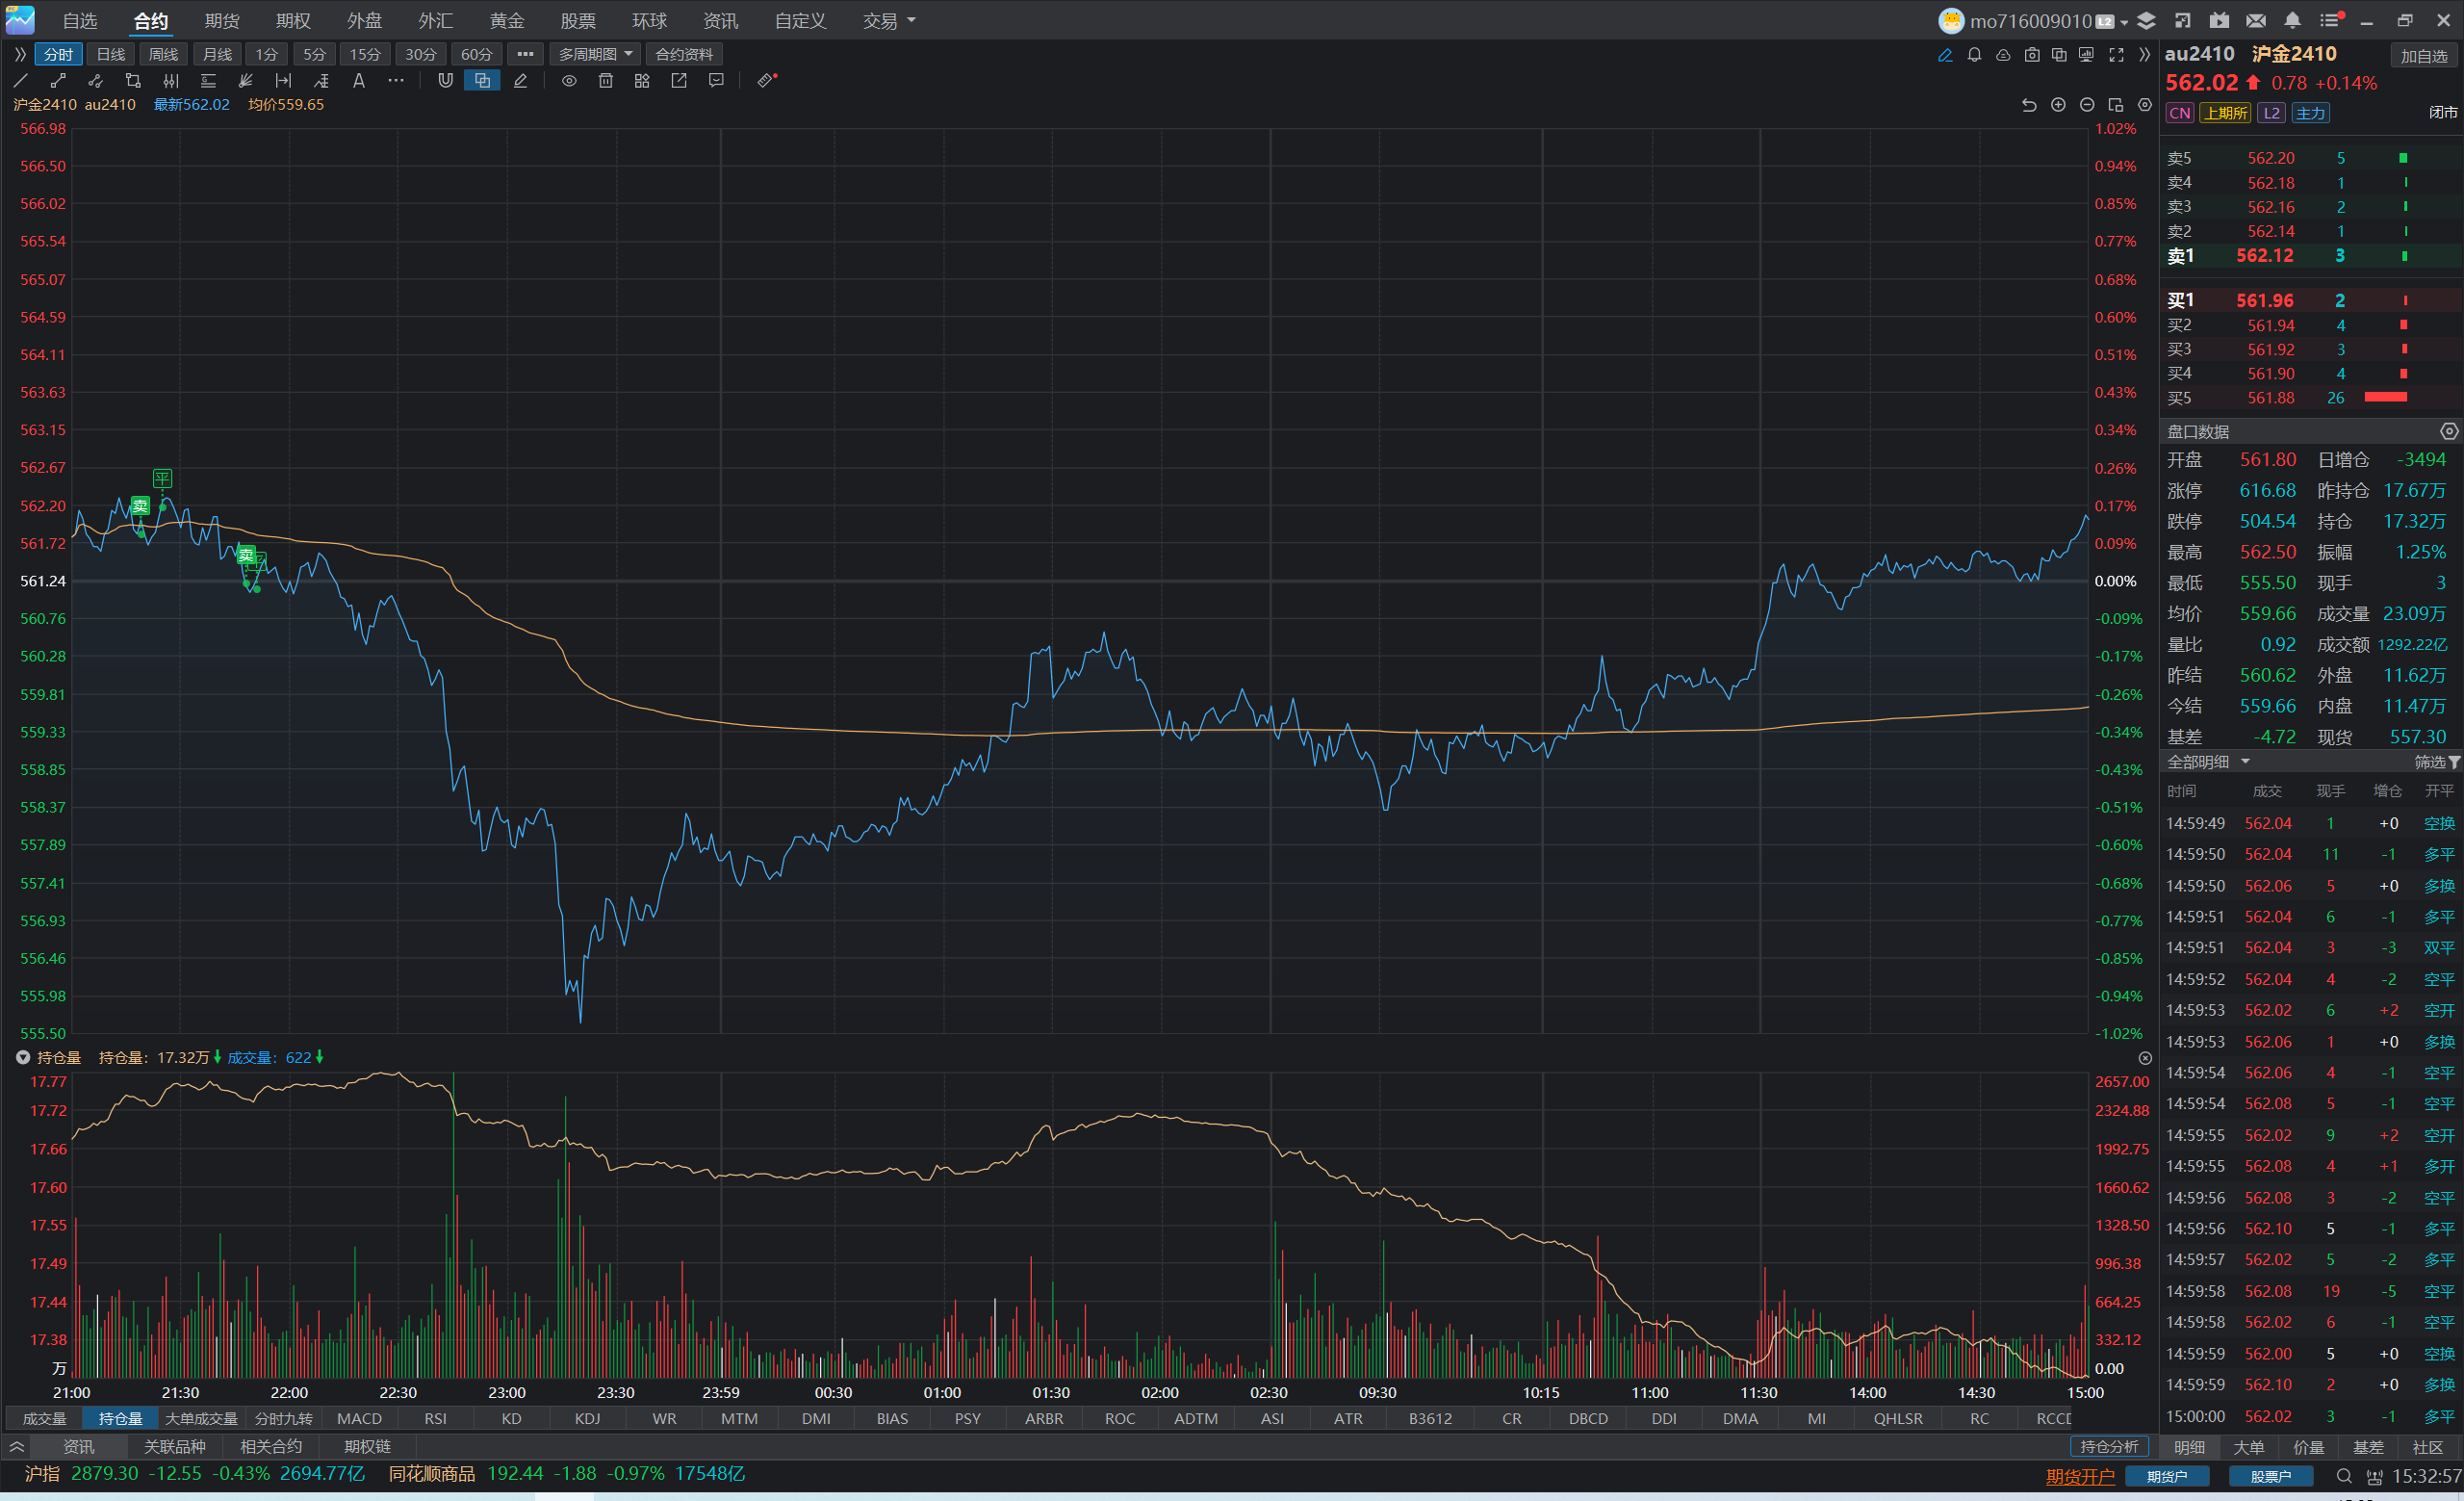 自选 合约 期货 期权 外盘 外汇 黄金 股票 环球 资讯 自定义 交易 mo716009010 L2
分时 日线 周线 月线 1分 5分 15分 30分 60分 ••• 多周期图 合约资料
沪金2410 au2410 最新562.02 均价559.65
566.98 1.02%
566.50 0.94%
566.02 0.85%
565.54 0.77%
565.07 0.68%
564.59 0.60%
564.11 0.51%
563.63 0.43%
563.15 0.34%
562.67 0.26%
562.20 0.17%
561.72 0.09%
561.24 0.00%
560.76 -0.09%
560.28 -0.17%
559.81 -0.26%
559.33 -0.34%
558.85 -0.43%
558.37 -0.51%
557.89 -0.60%
557.41 -0.68%
556.93 -0.77%
556.46 -0.85%
555.98 -0.94%
555.50 -1.02%
平
卖
卖
持仓量 持仓量：17.32万 成交量：622
17.77 2657.00
17.72 2324.88
17.66 1992.75
17.60 1660.62
17.55 1328.50
17.49 996.38
17.44 664.25
17.38 332.12
万 0.00
21:00 21:30 22:00 22:30 23:00 23:30 23:59 00:30 01:00 01:30 02:00 02:30 09:30 10:15 11:00 11:30 14:00 14:30 15:00
成交量 持仓量 大单成交量 分时九转 MACD RSI KD KDJ WR MTM DMI BIAS PSY ARBR ROC ADTM ASI ATR B3612 CR DBCD DDI DMA MI QHLSR RC RCCD
资讯 关联品种 相关合约 期权链 持仓分析
au2410 沪金2410 加自选
562.02 0.78 +0.14%
CN 上期所 L2 主力 闭市
卖5 562.20 5
卖4 562.18 1
卖3 562.16 2
卖2 562.14 1
卖1 562.12 3
买1 561.96 2
买2 561.94 4
买3 561.92 3
买4 561.90 4
买5 561.88 26
盘口数据
开盘 561.80 日增仓 -3494
涨停 616.68 昨持仓 17.67万
跌停 504.54 持仓 17.32万
最高 562.50 振幅 1.25%
最低 555.50 现手 3
均价 559.66 成交量 23.09万
量比 0.92 成交额 1292.22亿
昨结 560.62 外盘 11.62万
今结 559.66 内盘 11.47万
基差 -4.72 现货 557.30
全部明细 筛选
时间 成交 现手 增仓 开平
14:59:49 562.04 1 +0 空换
14:59:50 562.04 11 -1 多平
14:59:50 562.06 5 +0 多换
14:59:51 562.04 6 -1 多平
14:59:51 562.04 3 -3 双平
14:59:52 562.04 4 -2 空平
14:59:53 562.02 6 +2 空开
14:59:53 562.06 1 +0 多换
14:59:54 562.06 4 -1 空平
14:59:54 562.08 5 -1 空平
14:59:55 562.02 9 +2 空开
14:59:55 562.08 4 +1 多开
14:59:56 562.08 3 -2 空平
14:59:56 562.10 5 -1 多平
14:59:57 562.02 5 -2 多平
14:59:58 562.08 19 -5 空平
14:59:58 562.02 6 -1 空平
14:59:59 562.00 5 +0 空换
14:59:59 562.10 2 +0 多换
15:00:00 562.02 3 -1 多平
明细 大单 价量 基差 社区
沪指 2879.30 -12.55 -0.43% 2694.77亿 同花顺商品 192.44 -1.88 -0.97% 17548亿 期货开户 期货户 股票户 15:32:57